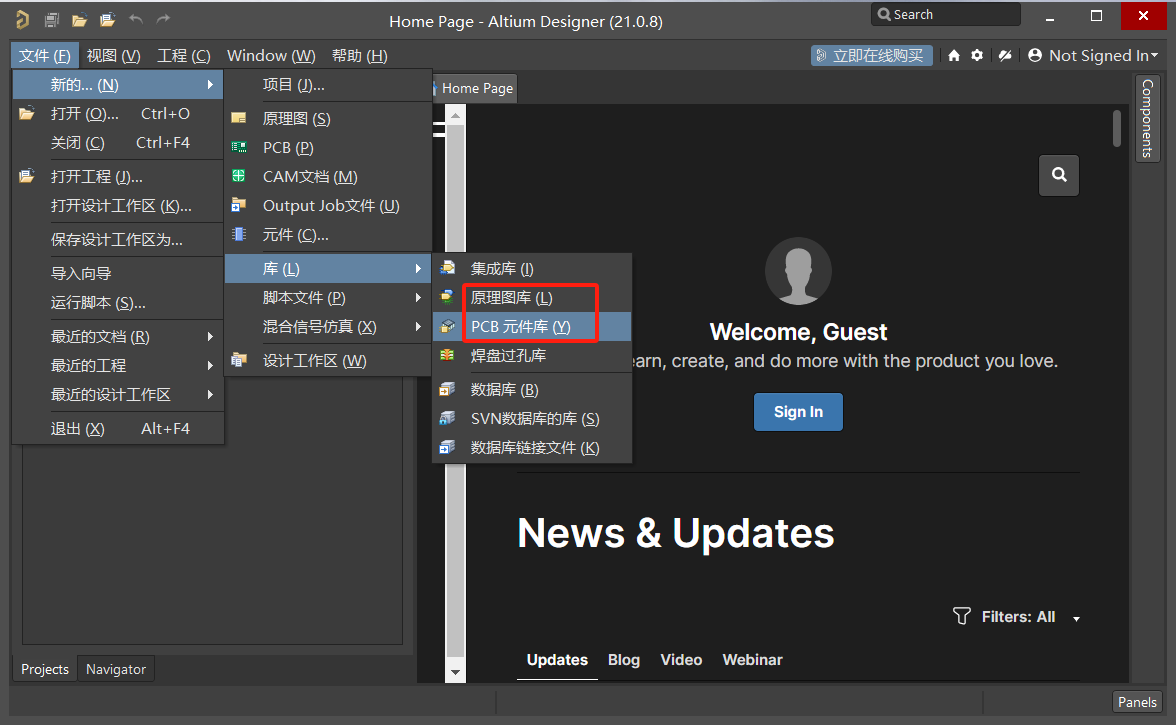 Home Page - Altium Designer (21.0.8)
Search
文件 (F) 视图 (V) 工程 (C) Window (W) 帮助 (H)
立即在线购买
Not Signed In
新的... (N)
打开 (O)... Ctrl+O
关闭 (C) Ctrl+F4
打开工程 (J)...
打开设计工作区 (K)...
保存设计工作区为...
导入向导
运行脚本 (S)...
最近的文档 (R)
最近的工程
最近的设计工作区
退出 (X) Alt+F4
项目 (J)...
原理图 (S)
PCB (P)
CAM文档 (M)
Output Job文件 (U)
元件 (C)...
库 (L)
脚本文件 (P)
混合信号仿真 (X)
设计工作区 (W)
集成库 (I)
原理图库 (L)
PCB 元件库 (Y)
焊盘过孔库
数据库 (B)
SVN数据库的库 (S)
数据库链接文件 (K)
Home Page
Components
Welcome, Guest
earn, create, and do more with the product you love.
Sign In
News & Updates
Filters: All
Updates Blog Video Webinar
Projects Navigator
Panels